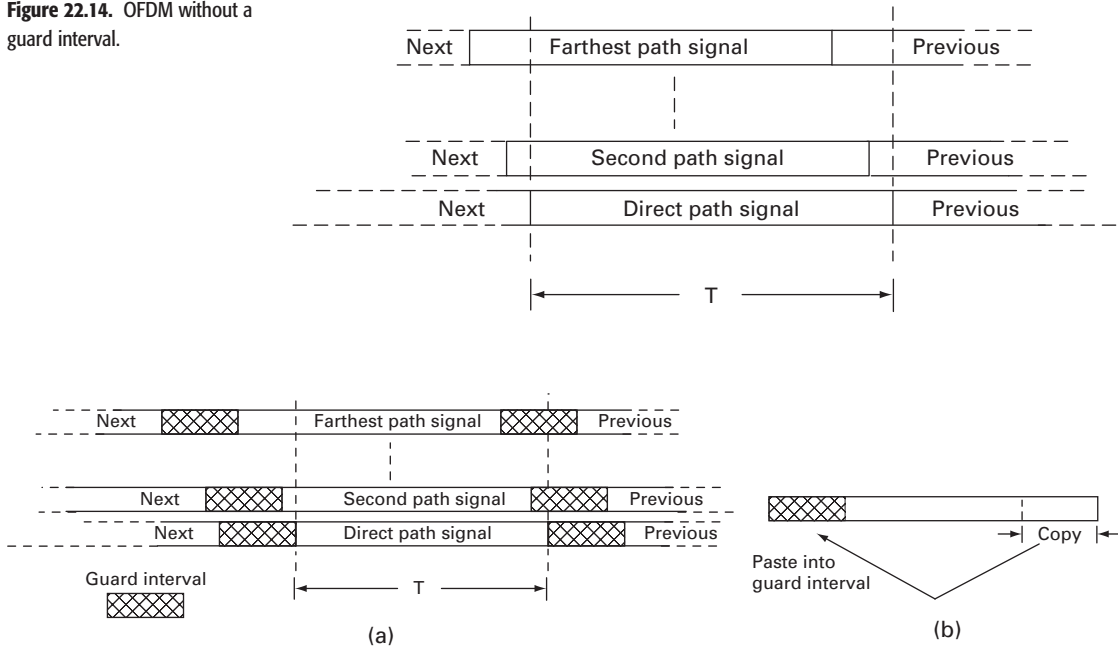 Figure 22.14. OFDM without a
guard interval.
Next Farthest path signal Previous
Next Second path signal Previous
Next Direct path signal Previous
T
Next Farthest path signal Previous
Next Second path signal Previous
Next Direct path signal Previous
Guard interval
T
(a)
Copy
Paste into
guard interval
(b)